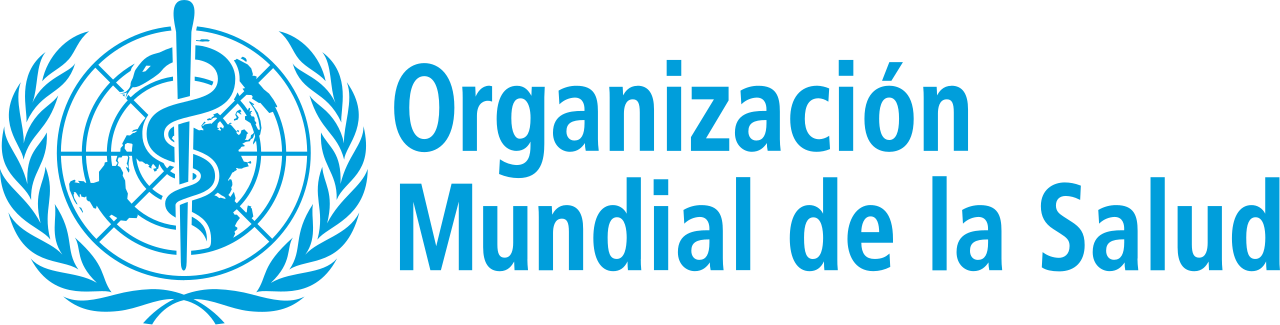 Organización
Mundial de la Salud